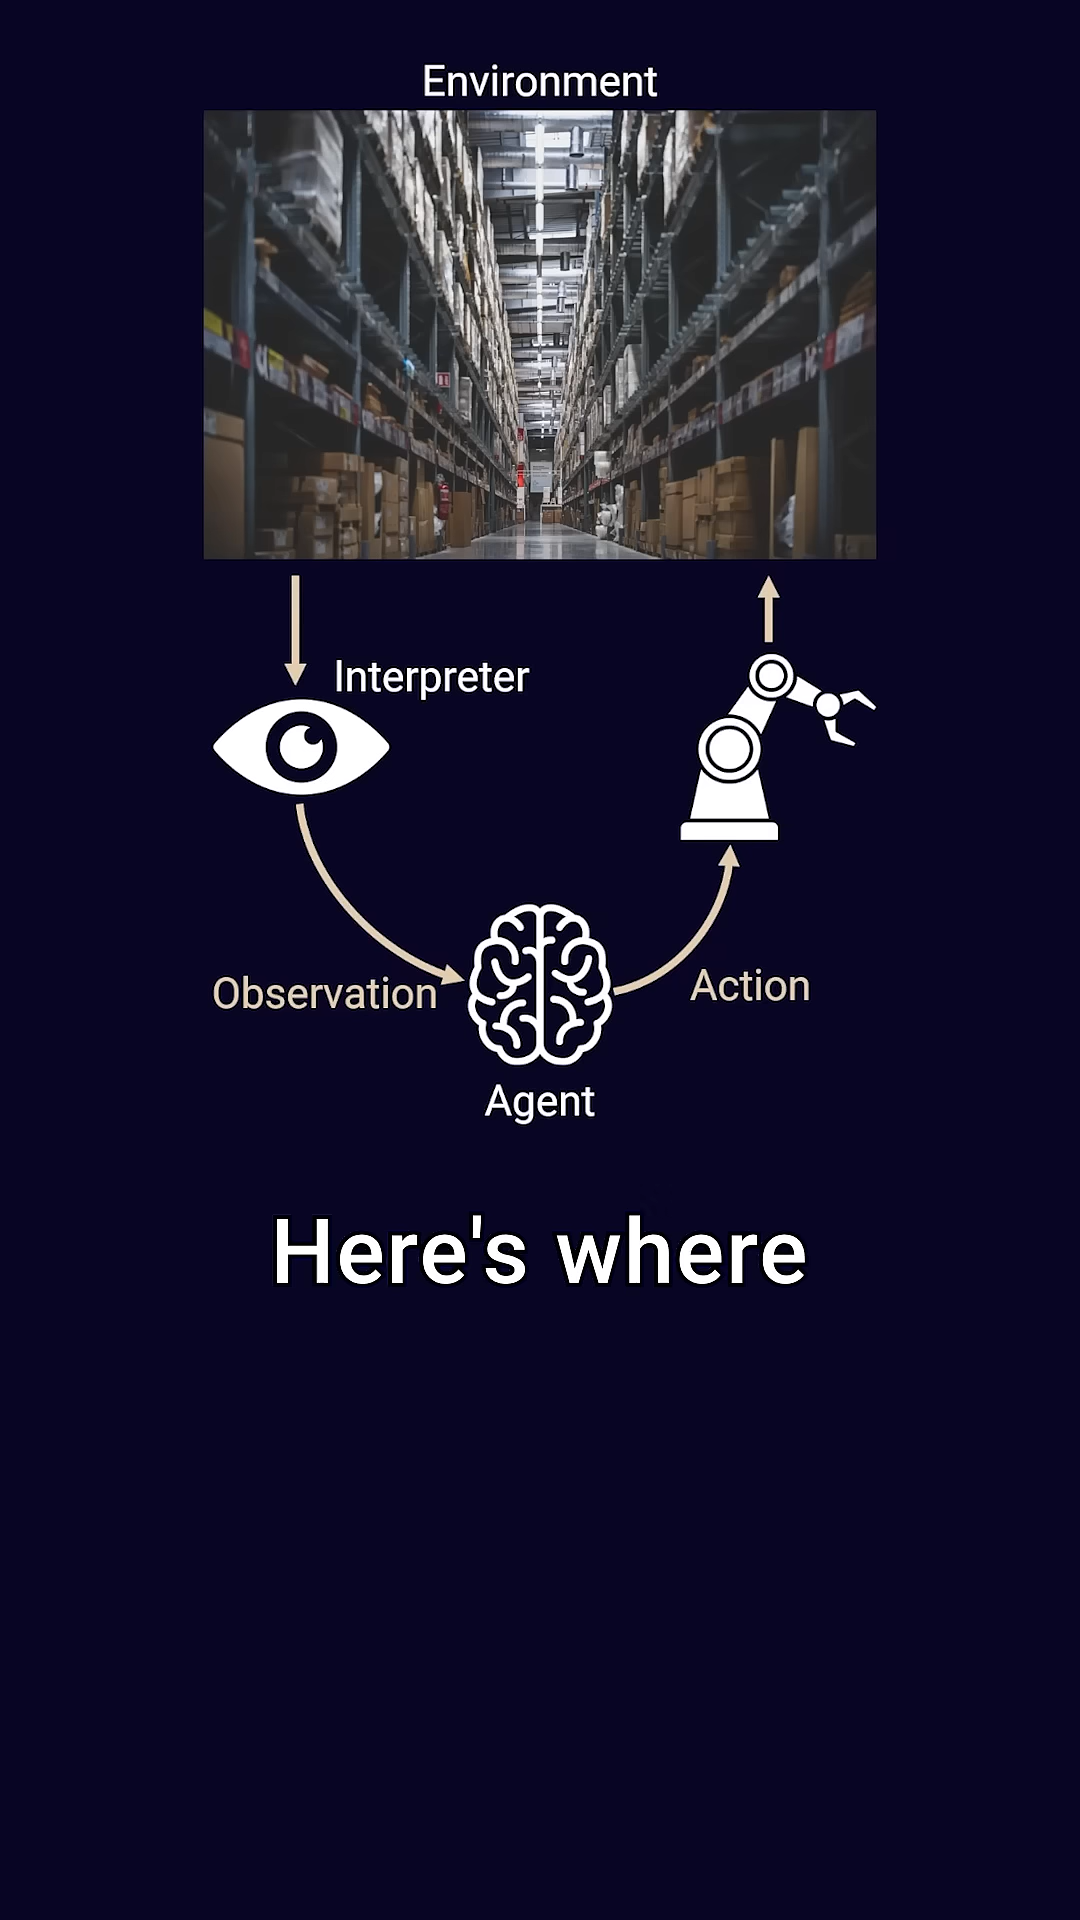 Environment
Interpreter
Observation
Action
Agent
Here's where